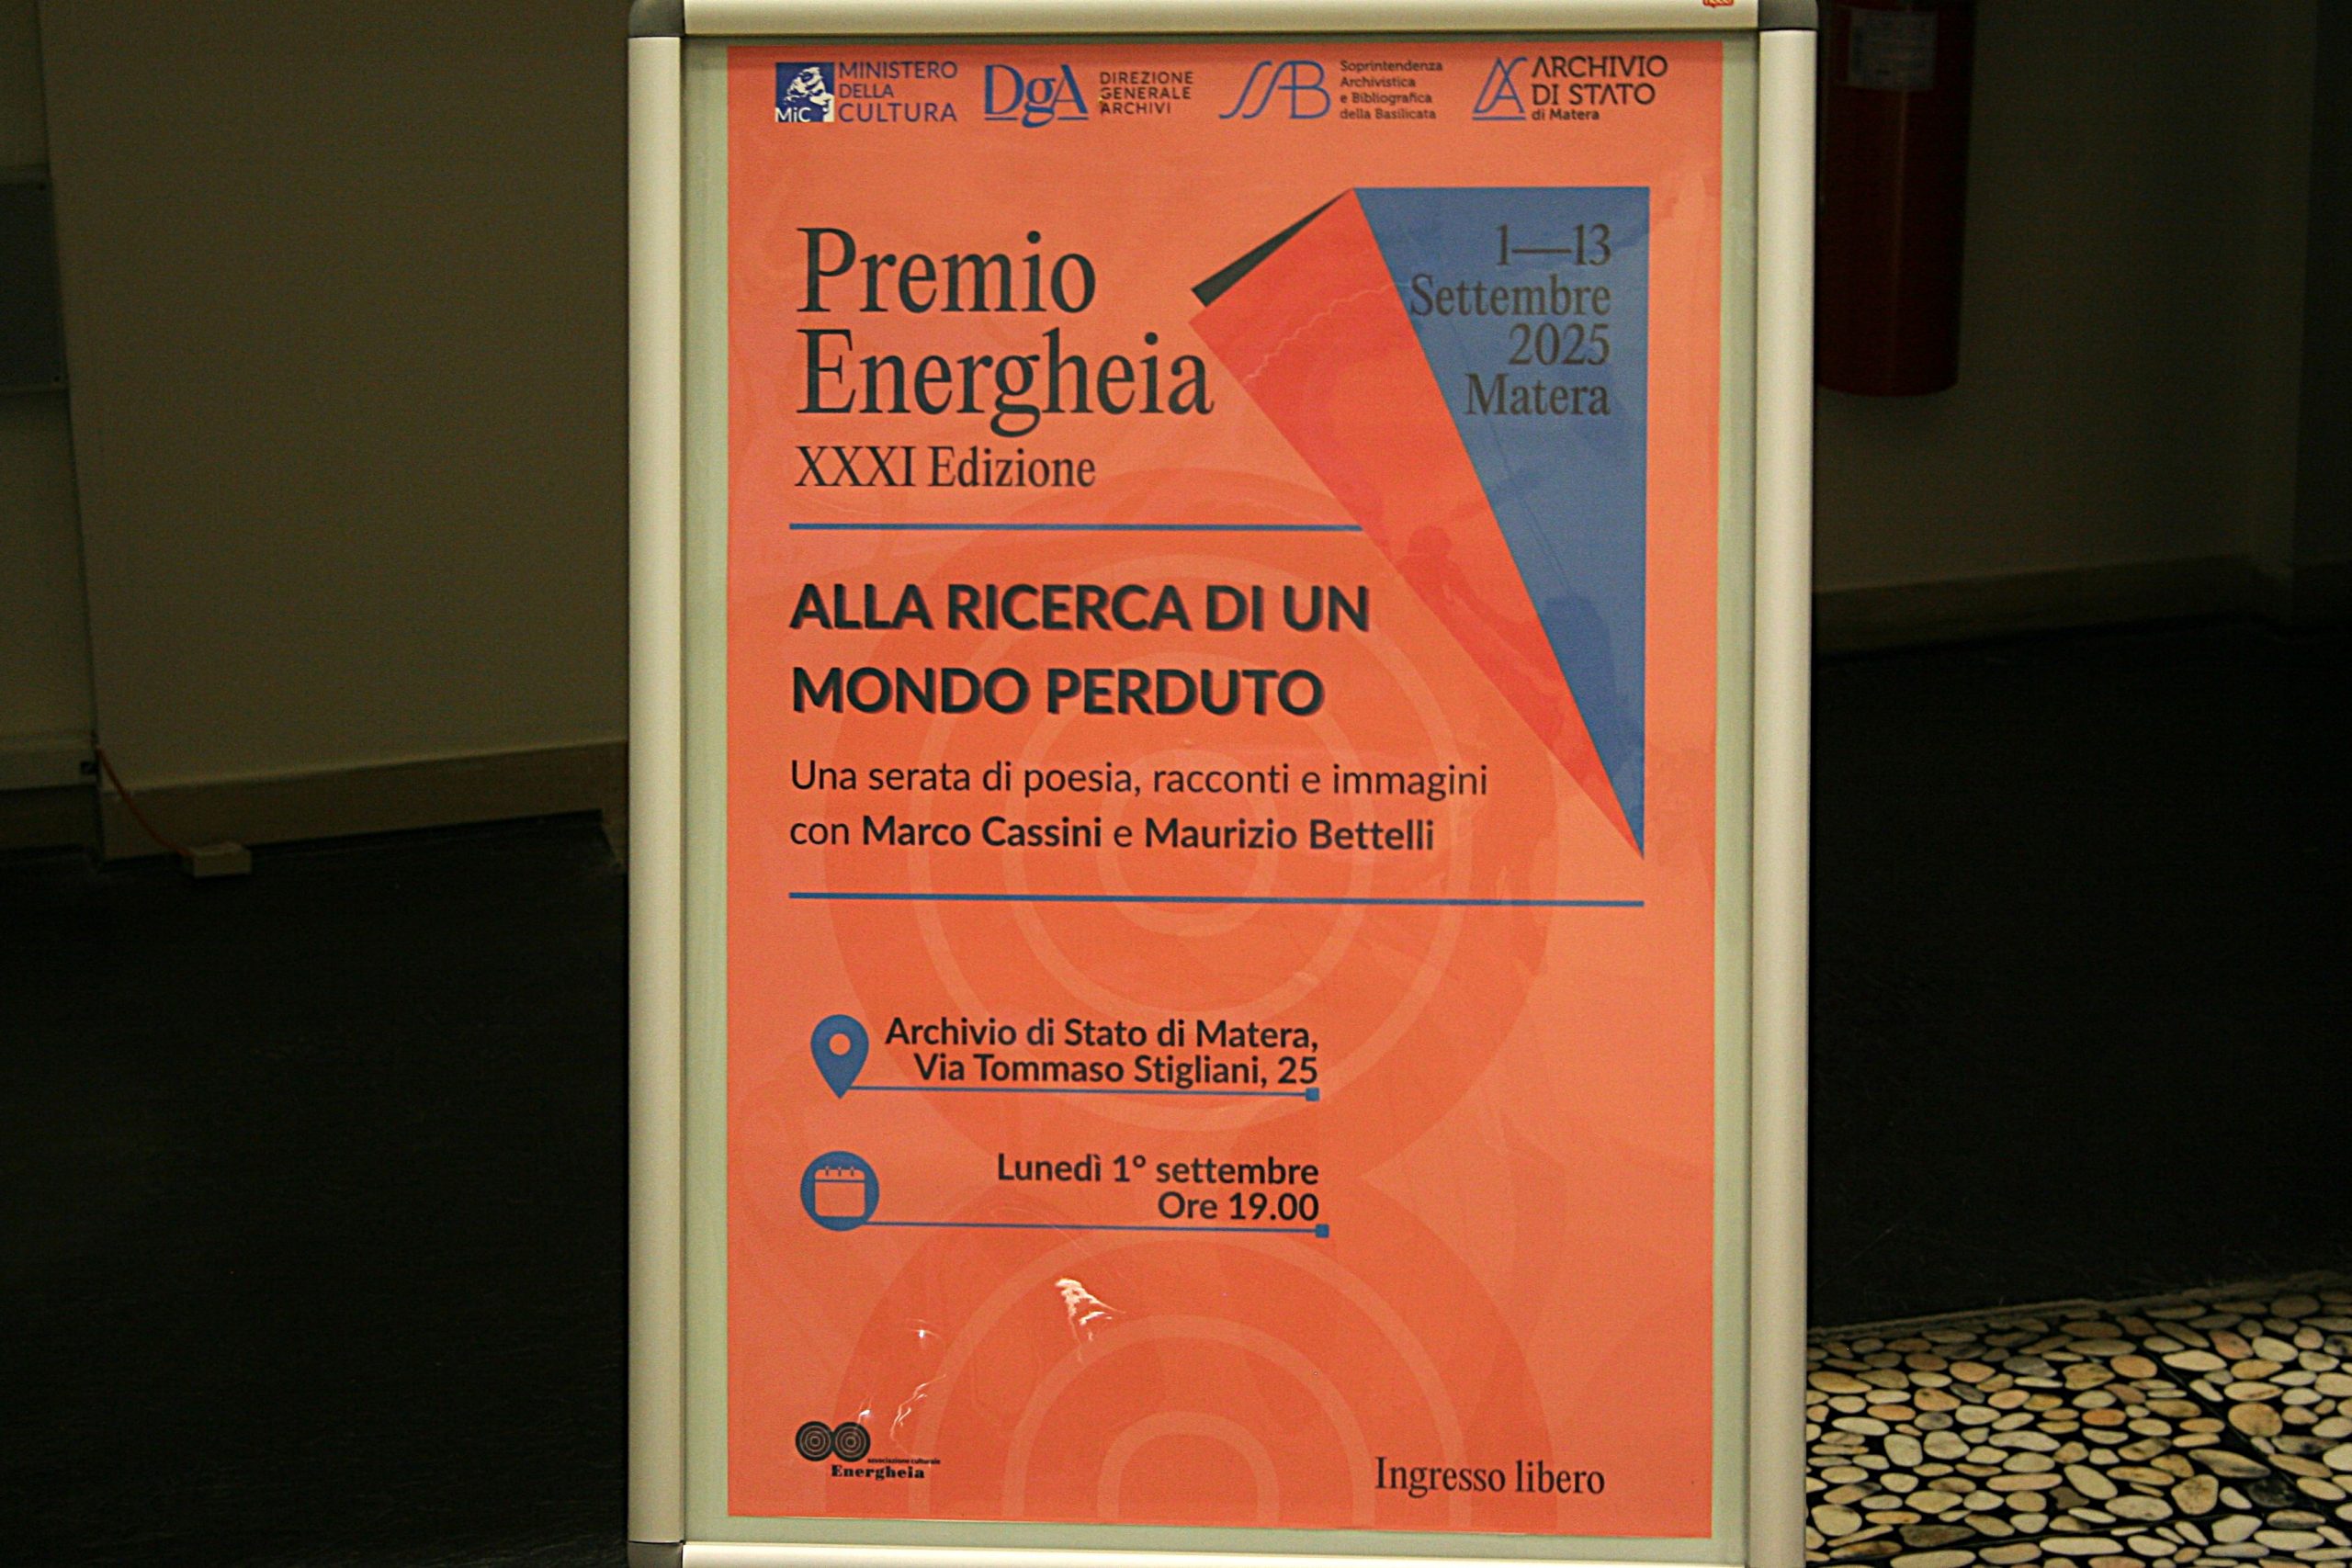 MiC
MINISTERO
DELLA
CULTURA
DgA
DIREZIONE
GENERALE
ARCHIVI
SAB
Soprintendenza
Archivistica
e Bibliografica
della Basilicata
AS
ARCHIVIO
DI STATO
di Matera
Premio
Energheia
XXXI Edizione
1—13
Settembre
2025
Matera
ALLA RICERCA DI UN
MONDO PERDUTO
Una serata di poesia, racconti e immagini
con Marco Cassini e Maurizio Bettelli
Archivio di Stato di Matera,
Via Tommaso Stigliani, 25
Lunedì 1° settembre
Ore 19.00
associazione culturale
Energheia
Ingresso libero